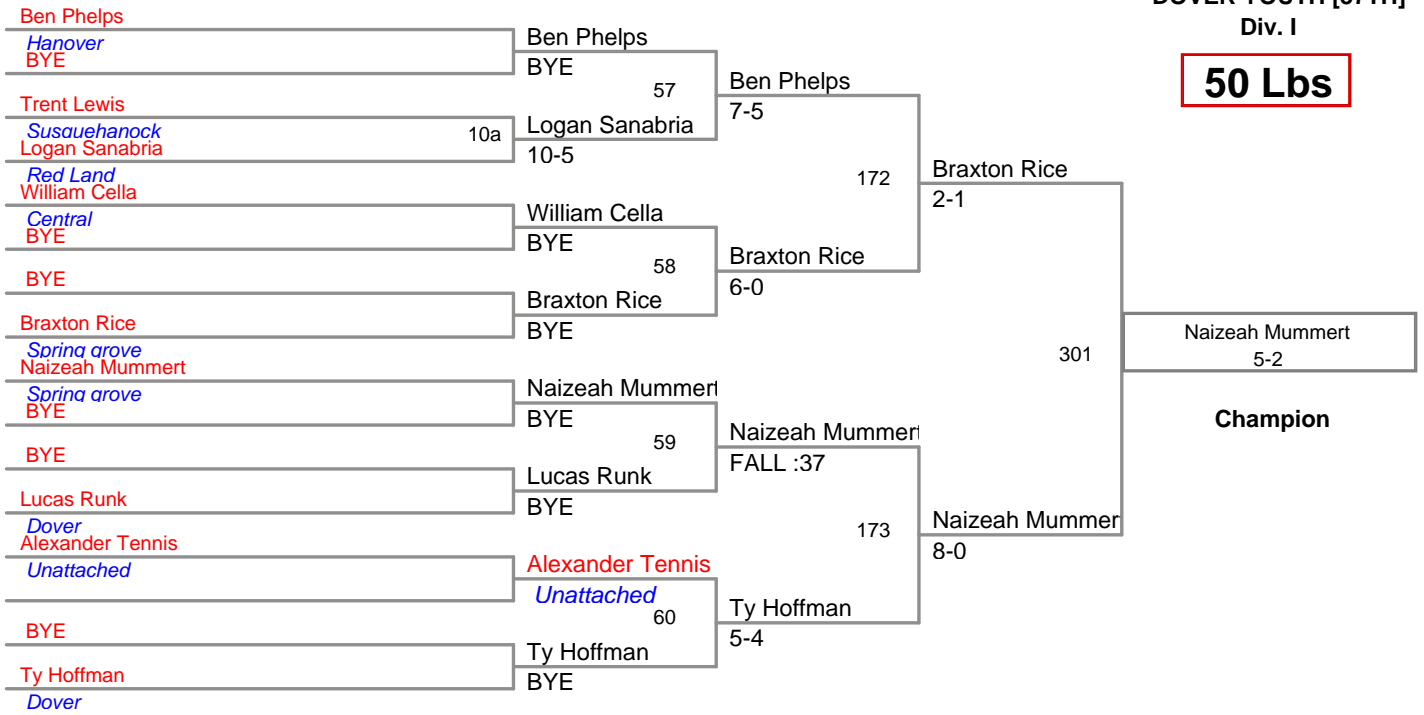 DOVER YOUTH [37TH]
Div. I
50 Lbs
Ben Phelps
Hanover
BYE
Trent Lewis
Susquehanock
Logan Sanabria
Red Land
William Cella
Central
BYE
BYE
Braxton Rice
Spring grove
Naizeah Mummert
Spring grove
BYE
BYE
Lucas Runk
Dover
Alexander Tennis
Unattached
BYE
Ty Hoffman
Dover
10a
Ben Phelps
BYE
57
Logan Sanabria
10-5
William Cella
BYE
58
Braxton Rice
BYE
Naizeah Mummert
BYE
59
Lucas Runk
BYE
Alexander Tennis
Unattached
60
Ty Hoffman
BYE
Ben Phelps
7-5
172
Braxton Rice
6-0
Naizeah Mummert
FALL :37
173
Ty Hoffman
5-4
Braxton Rice
2-1
301
Naizeah Mummer
8-0
Naizeah Mummert
5-2
Champion